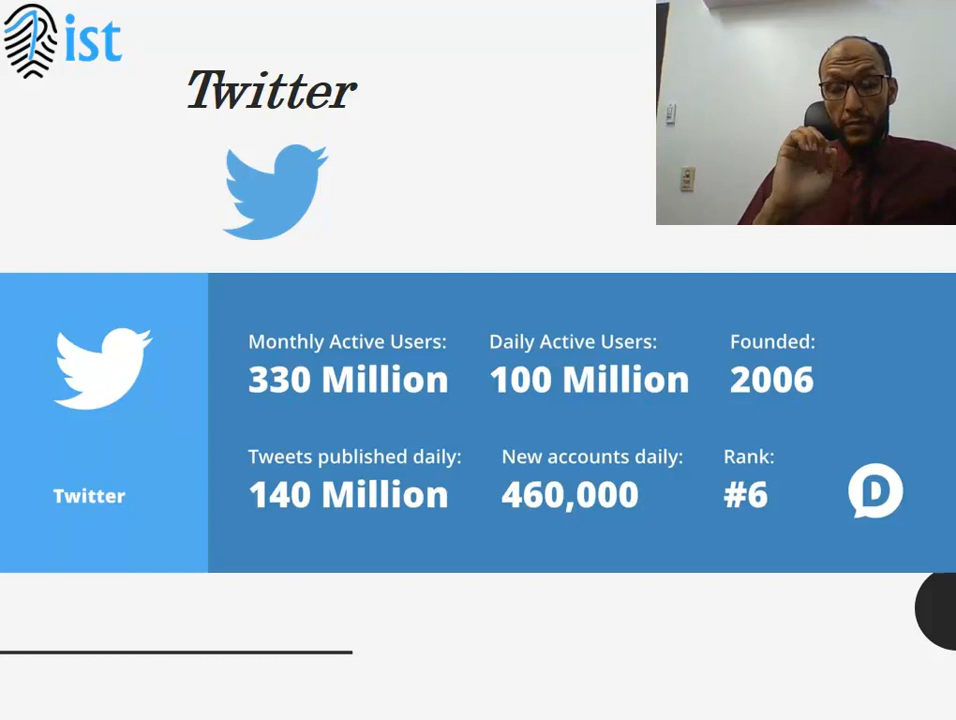 ist
Twitter
Monthly Active Users: Daily Active Users: Founded:
330 Million 100 Million 2006
Tweets published daily: New accounts daily: Rank:
140 Million 460,000 #6
Twitter
D